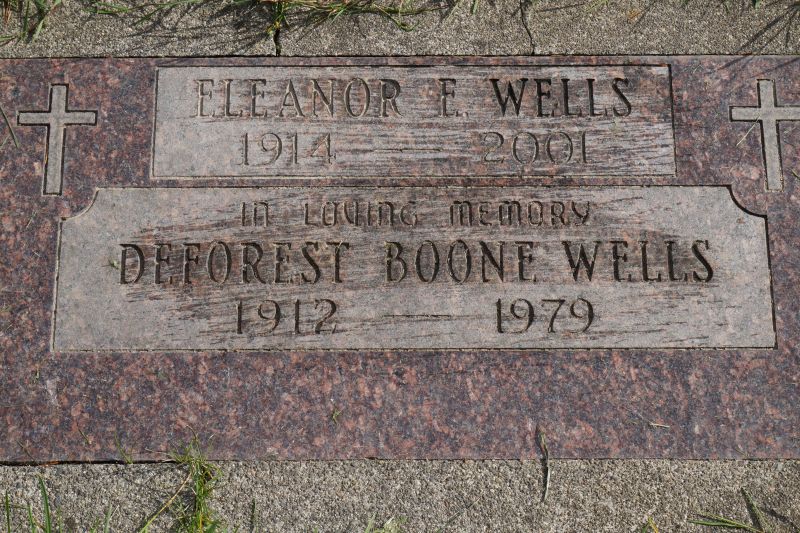 ELEANOR E. WELLS
1914 — 2001
IN LOVING MEMORY
DEFOREST BOONE WELLS
1912 — 1979